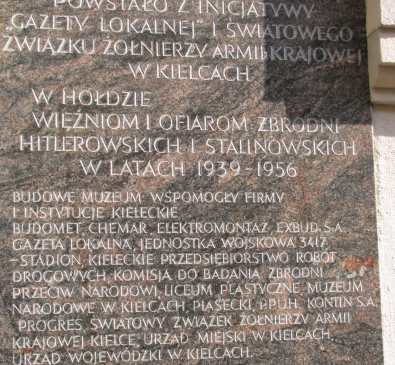 POWSTAŁO Z INICJATYWY
GAZETY LOKALNEJ" I ŚWIATOWEGO
ZWIĄZKU ŻOŁNIERZY ARMII KRAJOWEJ
W KIELCACH
W HOŁDZIE
WIĘŹNIOM I OFIAROM ZBRODNI
HITLEROWSKICH I STALINOWSKICH
W LATACH 1939-1956
BUDOWĘ MUZEUM WSPOMOGŁY FIRMY
I INSTYTUCJE KIELECKIE
BUDOMET, CHEMAR, ELEKTROMONTAŻ, EXBUD S.A.
GAZETA LOKALNA, JEDNOSTKA WOJSKOWA 3417,
-STADION, KIELECKIE PRZEDSIĘBIORSTWO ROBÓT
DROGOWYCH, KOMISJA DO BADANIA ZBRODNI
PRZECIW NARODOWI, LICEUM PLASTYCZNE, MUZEUM
NARODOWE W KIELCACH, PIASECKI, P.P.U.H. KONTIN S.A.
PROGRES, ŚWIATOWY ZWIĄZEK ŻOŁNIERZY ARMII
KRAJOWEJ KIELCE, URZĄD MIEJSKI W KIELCACH,
URZĄD WOJEWÓDZKI W KIELCACH.